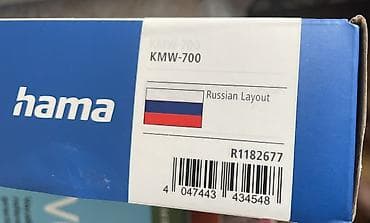 KMW-700
hama
Russian Layout
R1182677
4 047443 434548